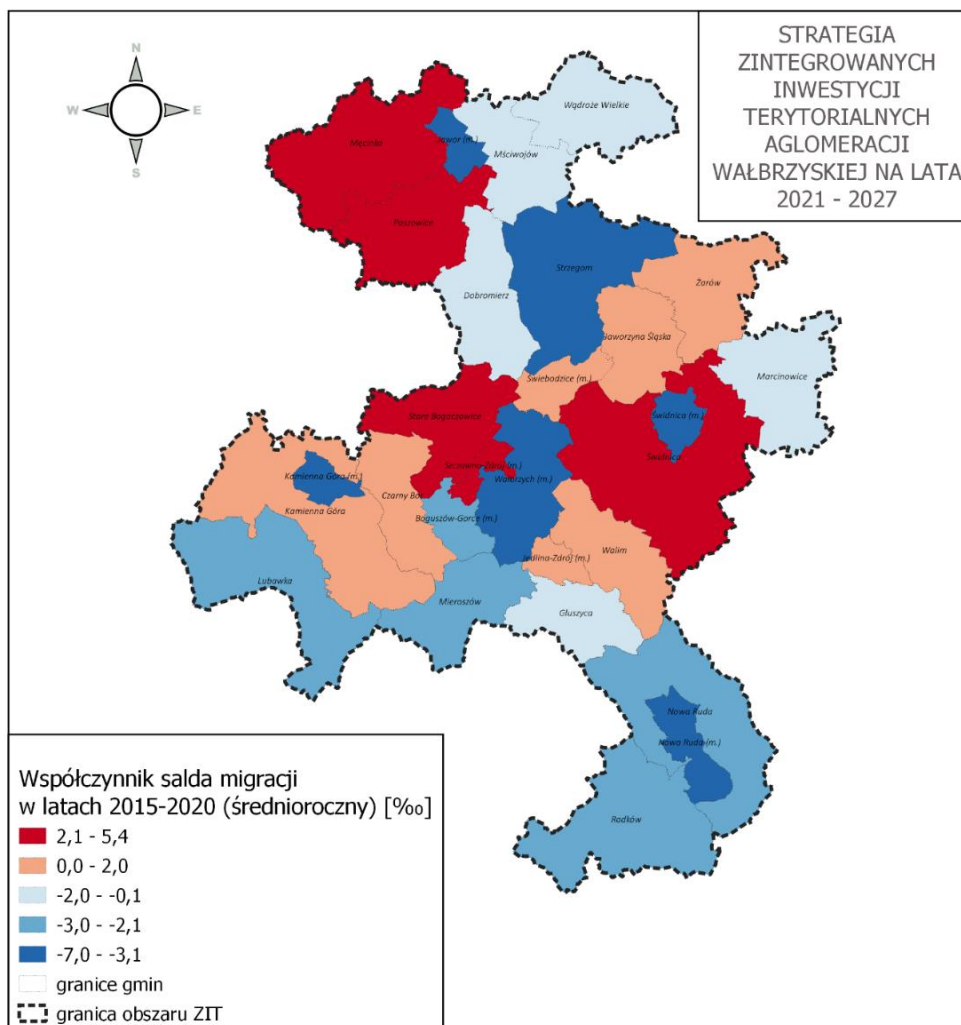 N
W
E
S
STRATEGIA
ZINTEGROWANYCH
INWESTYCJI
TERYTORIALNYCH
AGLOMERACJI
WAŁBRZYSKIEJ NA LATA
2021 - 2027
Wądroże Wielkie
Jawor (m.)
Męcinka
Mściwojów
Paszowice
Strzegom
Żarów
Dobromierz
Jaworzyna Śląska
Marcinowice
Świebodzice (m.)
Stare Bogaczowice
Świdnica (m.)
Świdnica
Szczawno-Zdrój (m.)
Kamienna Góra (m.)
Wałbrzych (m.)
Czarny Bór
Kamienna Góra
Boguszów-Gorce (m.)
Walim
Jedlina-Zdrój (m.)
Lubawka
Mieroszów
Głuszyca
Nowa Ruda
Nowa Ruda (m.)
Radków
Współczynnik salda migracji
w latach 2015-2020 (średnioroczny) [‰]
2,1 - 5,4
0,0 - 2,0
-2,0 - -0,1
-3,0 - -2,1
-7,0 - -3,1
granice gmin
granica obszaru ZIT